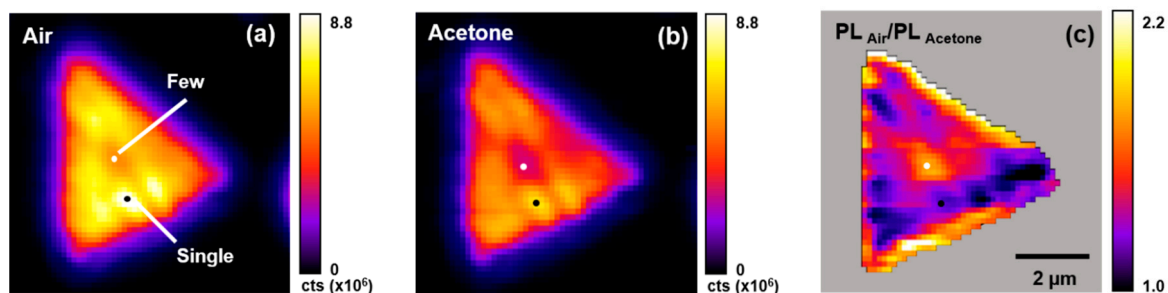 Air
(a)
Few
Single
8.8
0
cts (x10⁶)
Acetone
(b)
8.8
0
cts (x10⁶)
PL Air/PL Acetone
(c)
2 μm
2.2
1.0